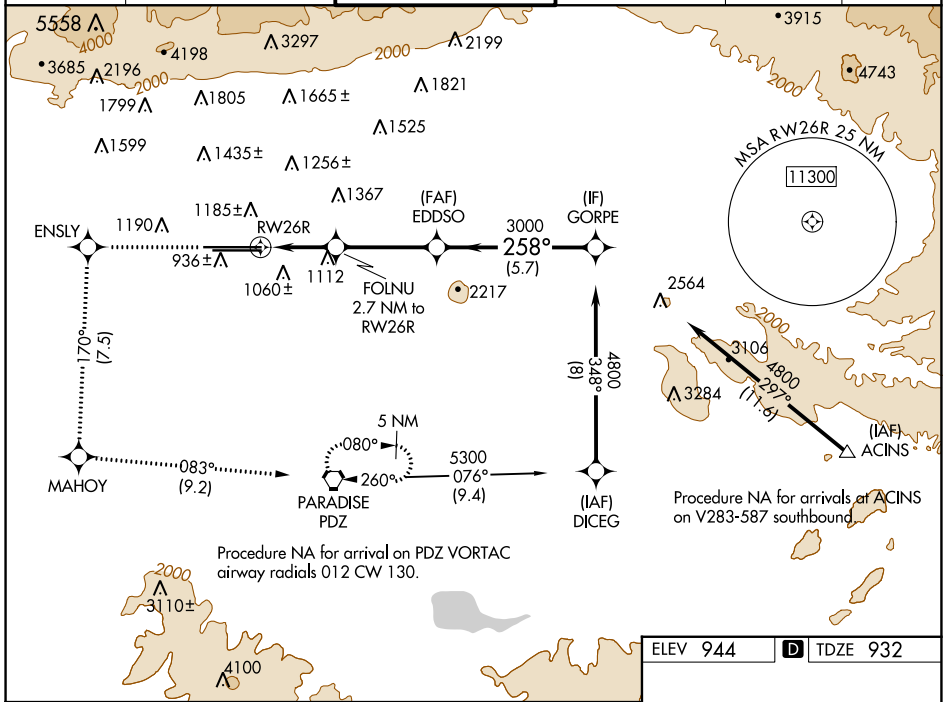 5558
4000
4198
3297
2199
2000
3915
3685
2196
2000
4743
1799
1805
1665±
1821
2000
1599
1435±
1525
1256±
MSA RW26R 25 NM
11300
1367
(FAF)
EDDSO
(IF)
GORPE
ENSLY
1190
1185±
RW26R
3000
258°
(5.7)
936±
1060±
1112
FOLNU
2.7 NM to
RW26R
2217
2564
2000
170°
(7.5)
4800
348°
(8)
3106
4800
297°
(11.6)
3284
(IAF)
ACINS
5 NM
080°
260°
5300
076°
(9.4)
083°
(9.2)
MAHOY
PARADISE
PDZ
(IAF)
DICEG
Procedure NA for arrivals at ACINS
on V283-587 southbound.
Procedure NA for arrival on PDZ VORTAC
airway radials 012 CW 130.
2000
3110±
4100
ELEV 944
D
TDZE 932